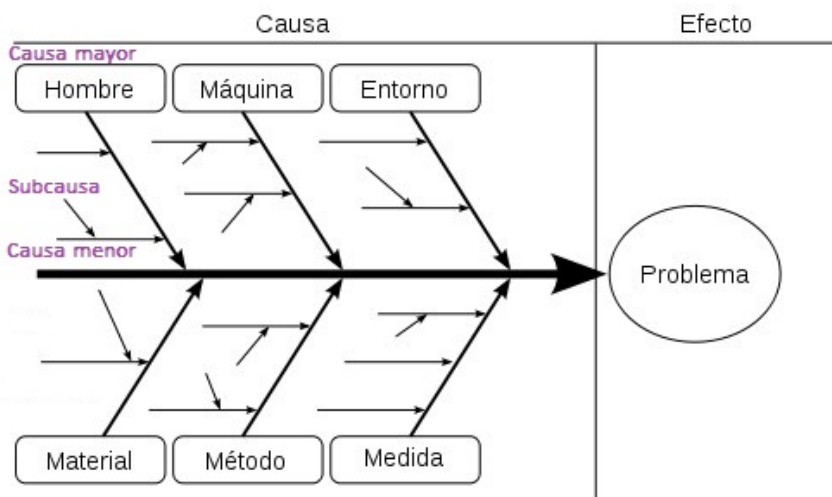 Causa
Efecto
Causa mayor
Hombre
Máquina
Entorno
Subcausa
Causa menor
Problema
Material
Método
Medida